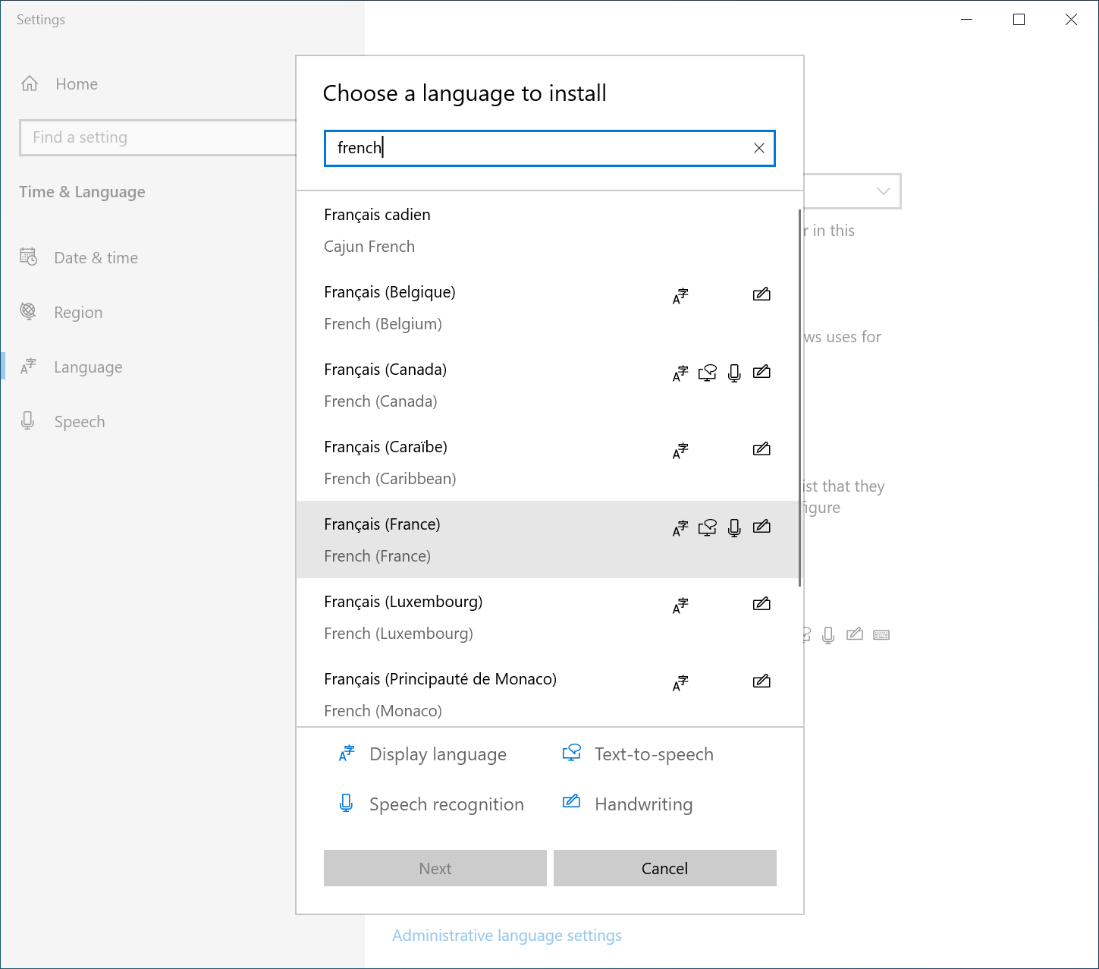 Settings
Home
Find a setting
Time & Language
Date & time
Region
Language
Speech
Choose a language to install
french
Français cadien
Cajun French
Français (Belgique)
French (Belgium)
Français (Canada)
French (Canada)
Français (Caraïbe)
French (Caribbean)
Français (France)
French (France)
Français (Luxembourg)
French (Luxembourg)
Français (Principauté de Monaco)
French (Monaco)
Display language
Text-to-speech
Speech recognition
Handwriting
Next
Cancel
r in this
ws uses for
ist that they
igure
Administrative language settings